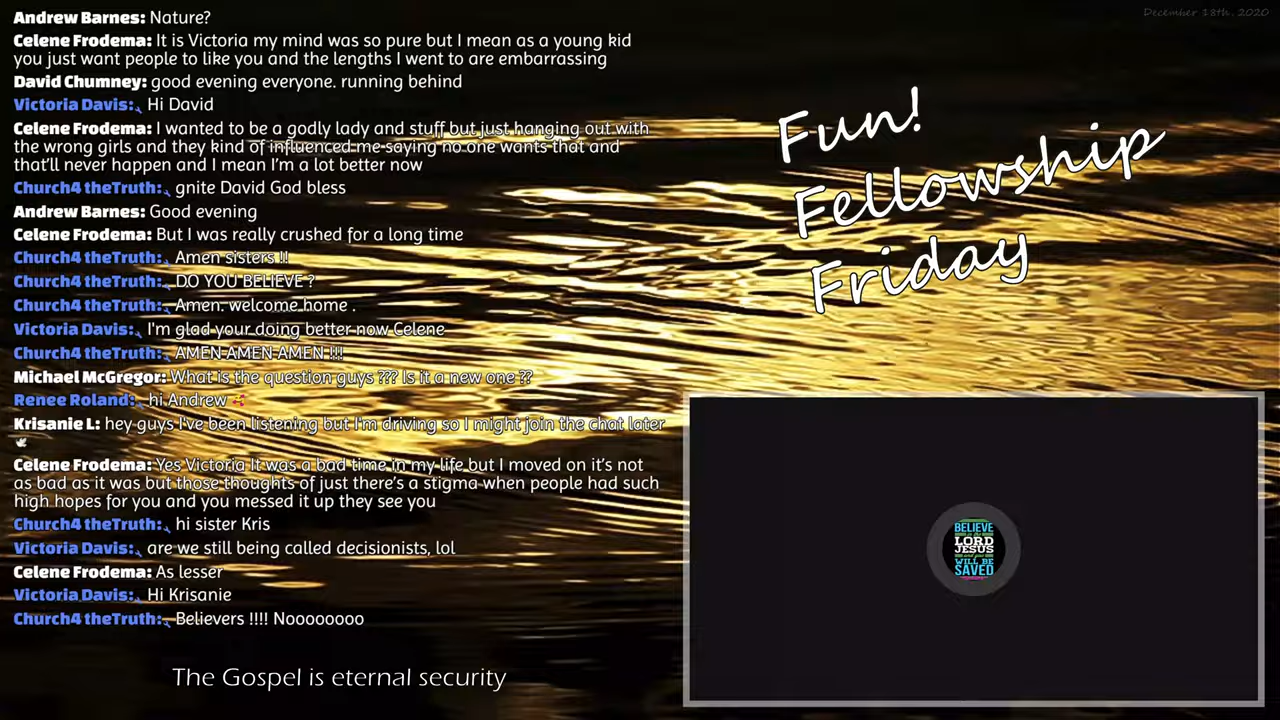 December 18th, 2020
Andrew Barnes: Nature?
Celene Frodema: It is Victoria my mind was so pure but I mean as a young kid
you just want people to like you and the lengths I went to are embarrassing
David Chumney: good evening everyone. running behind
Victoria Davis: Hi David
Celene Frodema: I wanted to be a godly lady and stuff but just hanging out with
the wrong girls and they kind of influenced me saying no one wants that and
that'll never happen and I mean I'm a lot better now
Church4 theTruth: gnite David God bless
Andrew Barnes: Good evening
Celene Frodema: But I was really crushed for a long time
Church4 theTruth: Amen sisters !!
Church4 theTruth: DO YOU BELIEVE ?
Church4 theTruth: Amen. welcome home .
Victoria Davis: I'm glad your doing better now Celene
Church4 theTruth: AMEN AMEN AMEN !!!
Michael McGregor: What is the question guys ??? Is it a new one ??
Renee Roland: hi Andrew
Krisanie L: hey guys I've been listening but I'm driving so I might join the chat later
Celene Frodema: Yes Victoria It was a bad time in my life but I moved on it's not
as bad as it was but those thoughts of just there's a stigma when people had such
high hopes for you and you messed it up they see you
Church4 theTruth: hi sister Kris
Victoria Davis: are we still being called decisionists, lol
Celene Frodema: As lesser
Victoria Davis: Hi Krisanie
Church4 theTruth: Believers !!!! Noooooooo
The Gospel is eternal security
Fun!
Fellowship
Friday
BELIEVE
LORD
JESUS
WILL BE
SAVED